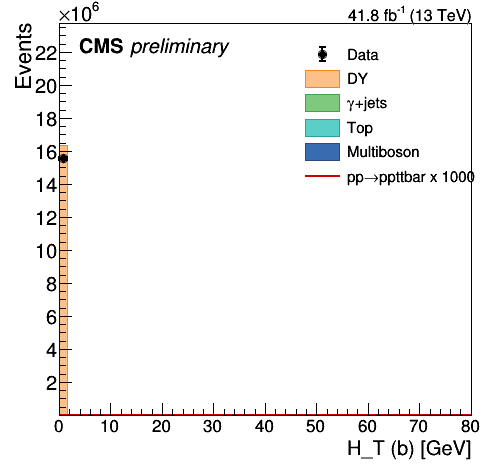 ×10⁶
41.8 fb⁻¹ (13 TeV)
Events
CMS preliminary
Data
DY
γ+jets
Top
Multiboson
pp→ppttbar x 1000
22
20
18
16
14
12
10
8
6
4
2
0 10 20 30 40 50 60 70 80
H_T (b) [GeV]